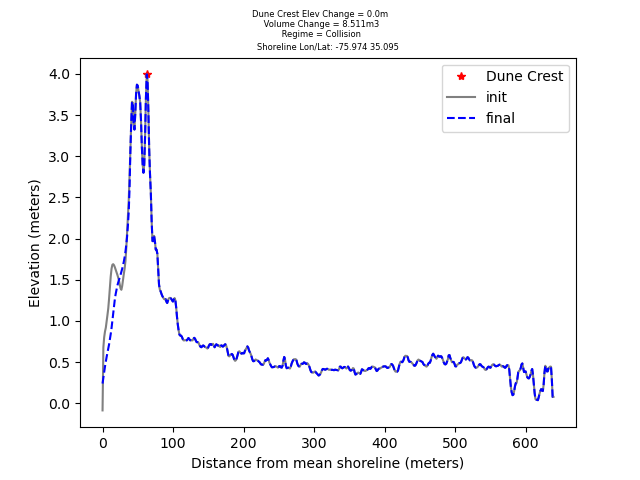 Dune Crest Elev Change = 0.0m
Volume Change = 8.511m3
Regime = Collision
Shoreline Lon/Lat: -75.974 35.095
Dune Crest
init
final
4.0
3.5
3.0
2.5
2.0
1.5
1.0
0.5
0.0
Elevation (meters)
0 100 200 300 400 500 600
Distance from mean shoreline (meters)